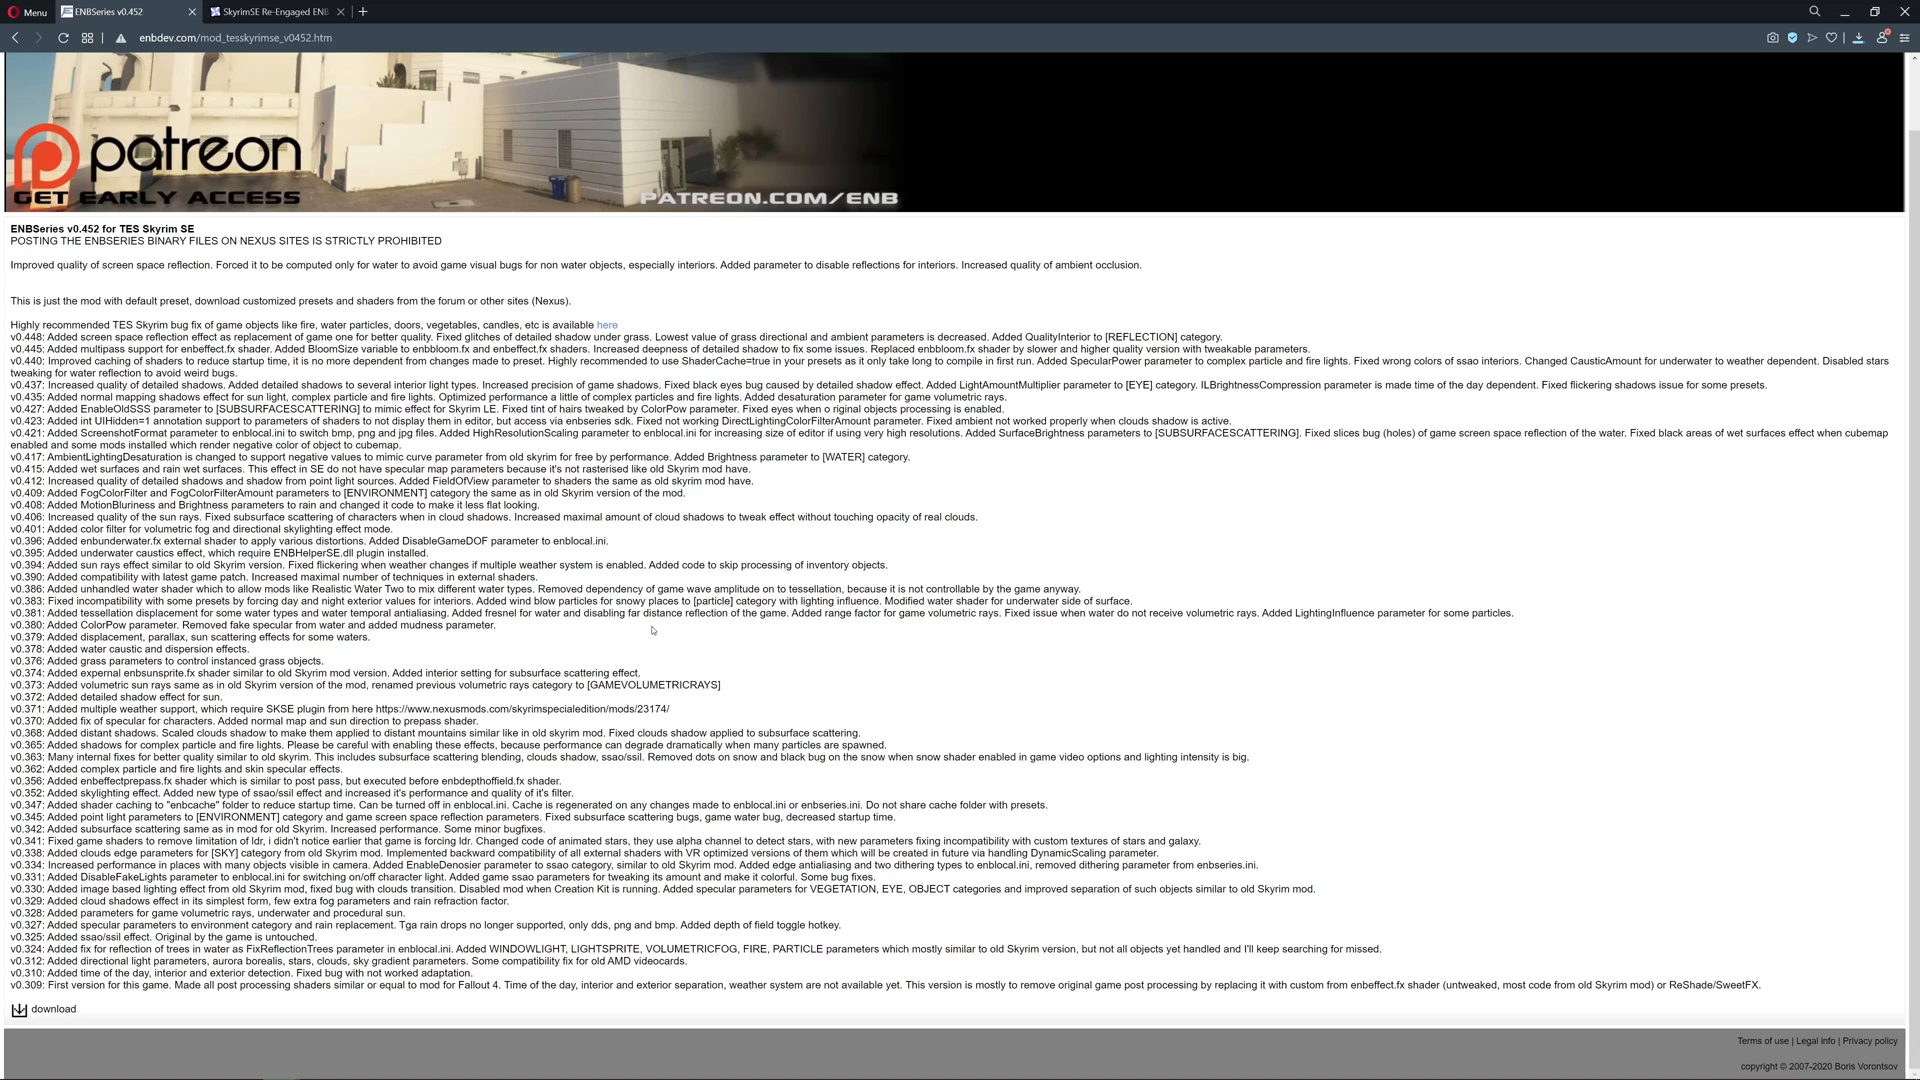 Menu
ENBSeries v0.452
SkyrimSE Re-Engaged ENB
enbdev.com/mod_tesskyrimse_v0452.htm
patreon
GET EARLY ACCESS
PATREON.COM/ENB
ENBSeries v0.452 for TES Skyrim SE
POSTING THE ENBSERIES BINARY FILES ON NEXUS SITES IS STRICTLY PROHIBITED
Improved quality of screen space reflection. Forced it to be computed only for water to avoid game visual bugs for non water objects, especially interiors. Added parameter to disable reflections for interiors. Increased quality of ambient occlusion.
This is just the mod with default preset, download customized presets and shaders from the forum or other sites (Nexus).
Highly recommended TES Skyrim bug fix of game objects like fire, water particles, doors, vegetables, candles, etc is available here
v0.448: Added screen space reflection effect as replacement of game one for better quality. Fixed glitches of detailed shadow under grass. Lowest value of grass directional and ambient parameters is decreased. Added QualityInterior to [REFLECTION] category.
v0.445: Added multipass support for enbeffect.fx shader. Added BloomSize variable to enbbloom.fx and enbeffect.fx shaders. Increased deepness of detailed shadow to fix some issues. Replaced enbbloom.fx shader by slower and higher quality version with tweakable parameters.
v0.440: Improved caching of shaders to reduce startup time, it is no more dependent from changes made to preset. Highly recommended to use ShaderCache=true in your presets as it only take long to compile in first run. Added SpecularPower parameter to complex particle and fire lights. Fixed wrong colors of ssao interiors. Changed CausticAmount for underwater to weather dependent. Disabled stars
tweaking for water reflection to avoid weird bugs.
v0.437: Increased quality of detailed shadows. Added detailed shadows to several interior light types. Increased precision of game shadows. Fixed black eyes bug caused by detailed shadow effect. Added LightAmountMultiplier parameter to [EYE] category. ILBrightnessCompression parameter is made time of the day dependent. Fixed flickering shadows issue for some presets.
v0.435: Added normal mapping shadows effect for sun light, complex particle and fire lights. Optimized performance a little of complex particles and fire lights. Added desaturation parameter for game volumetric rays.
v0.427: Added EnableOldSSS parameter to [SUBSURFACESCATTERING] to mimic effect for Skyrim LE. Fixed tint of hairs tweaked by ColorPow parameter. Fixed eyes when o riginal objects processing is enabled.
v0.423: Added int UIHidden=1 annotation support to parameters of shaders to not display them in editor, but access via enbseries sdk. Fixed not working DirectLightingColorFilterAmount parameter. Fixed ambient not worked properly when clouds shadow is active.
v0.421: Added ScreenshotFormat parameter to enblocal.ini to switch bmp, png and jpg files. Added HighResolutionScaling parameter to enblocal.ini for increasing size of editor if using very high resolutions. Added SurfaceBrightness parameters to [SUBSURFACESCATTERING]. Fixed slices bug (holes) of game screen space reflection of the water. Fixed black areas of wet surfaces effect when cubemap
enabled and some mods installed which render negative color of object to cubemap.
v0.417: AmbientLightingDesaturation is changed to support negative values to mimic curve parameter from old skyrim for free by performance. Added Brightness parameter to [WATER] category.
v0.415: Added wet surfaces and rain wet surfaces. This effect in SE do not have specular map parameters because it's not rasterised like old Skyrim mod have.
v0.412: Increased quality of detailed shadows and shadow from point light sources. Added FieldOfView parameter to shaders the same as old skyrim mod have.
v0.409: Added FogColorFilter and FogColorFilterAmount parameters to [ENVIRONMENT] category the same as in old Skyrim version of the mod.
v0.408: Added MotionBluriness and Brightness parameters to rain and changed it code to make it less flat looking.
v0.406: Increased quality of the sun rays. Fixed subsurface scattering of characters when in cloud shadows. Increased maximal amount of cloud shadows to tweak effect without touching opacity of real clouds.
v0.401: Added color filter for volumetric fog and directional skylighting effect mode.
v0.396: Added enbunderwater.fx external shader to apply various distortions. Added DisableGameDOF parameter to enblocal.ini.
v0.395: Added underwater caustics effect, which require ENBHelperSE.dll plugin installed.
v0.394: Added sun rays effect similar to old Skyrim version. Fixed flickering when weather changes if multiple weather system is enabled. Added code to skip processing of inventory objects.
v0.390: Added compatibility with latest game patch. Increased maximal number of techniques in external shaders.
v0.386: Added unhandled water shader which to allow mods like Realistic Water Two to mix different water types. Removed dependency of game wave amplitude on to tessellation, because it is not controllable by the game anyway.
v0.383: Fixed incompatibility with some presets by forcing day and night exterior values for interiors. Added wind blow particles for snowy places to [particle] category with lighting influence. Modified water shader for underwater side of surface.
v0.381: Added tessellation displacement for some water types and water temporal antialiasing. Added fresnel for water and disabling far distance reflection of the game. Added range factor for game volumetric rays. Fixed issue when water do not receive volumetric rays. Added LightingInfluence parameter for some particles.
v0.380: Added ColorPow parameter. Removed fake specular from water and added mudness parameter.
v0.379: Added displacement, parallax, sun scattering effects for some waters.
v0.378: Added water caustic and dispersion effects.
v0.376: Added grass parameters to control instanced grass objects.
v0.374: Added expernal enbsunsprite.fx shader similar to old Skyrim mod version. Added interior setting for subsurface scattering effect.
v0.373: Added volumetric sun rays same as in old Skyrim version of the mod, renamed previous volumetric rays category to [GAMEVOLUMETRICRAYS]
v0.372: Added detailed shadow effect for sun.
v0.371: Added multiple weather support, which require SKSE plugin from here https://www.nexusmods.com/skyrimspecialedition/mods/23174/
v0.370: Added fix of specular for characters. Added normal map and sun direction to prepass shader.
v0.368: Added distant shadows. Scaled clouds shadow to make them applied to distant mountains similar like in old skyrim mod. Fixed clouds shadow applied to subsurface scattering.
v0.365: Added shadows for complex particle and fire lights. Please be careful with enabling these effects, because performance can degrade dramatically when many particles are spawned.
v0.363: Many internal fixes for better quality similar to old skyrim. This includes subsurface scattering blending, clouds shadow, ssao/ssil. Removed dots on snow and black bug on the snow when snow shader enabled in game video options and lighting intensity is big.
v0.362: Added complex particle and fire lights and skin specular effects.
v0.356: Added enbeffectprepass.fx shader which is similar to post pass, but executed before enbdepthoffield.fx shader.
v0.352: Added skylighting effect. Added new type of ssao/ssil effect and increased it's performance and quality of it's filter.
v0.347: Added shader caching to "enbcache" folder to reduce startup time. Can be turned off in enblocal.ini. Cache is regenerated on any changes made to enblocal.ini or enbseries.ini. Do not share cache folder with presets.
v0.345: Added point light parameters to [ENVIRONMENT] category and game screen space reflection parameters. Fixed subsurface scattering bugs, game water bug, decreased startup time.
v0.342: Added subsurface scattering same as in mod for old Skyrim. Increased performance. Some minor bugfixes.
v0.341: Fixed game shaders to remove limitation of ldr, i didn't notice earlier that game is forcing ldr. Changed code of animated stars, they use alpha channel to detect stars, with new parameters fixing incompatibility with custom textures of stars and galaxy.
v0.338: Added clouds edge parameters for [SKY] category from old Skyrim mod. Implemented backward compatibility of all external shaders with VR optimized versions of them which will be created in future via handling DynamicScaling parameter.
v0.334: Increased performance in places with many objects visible in camera. Added EnableDenosier parameter to ssao category, similar to old Skyrim mod. Added edge antialiasing and two dithering types to enblocal.ini, removed dithering parameter from enbseries.ini.
v0.331: Added DisableFakeLights parameter to enblocal.ini for switching on/off character light. Added game ssao parameters for tweaking its amount and make it colorful. Some bug fixes.
v0.330: Added image based lighting effect from old Skyrim mod, fixed bug with clouds transition. Disabled mod when Creation Kit is running. Added specular parameters for VEGETATION, EYE, OBJECT categories and improved separation of such objects similar to old Skyrim mod.
v0.329: Added cloud shadows effect in its simplest form, few extra fog parameters and rain refraction factor.
v0.328: Added parameters for game volumetric rays, underwater and procedural sun.
v0.327: Added specular parameters to environment category and rain replacement. Tga rain drops no longer supported, only dds, png and bmp. Added depth of field toggle hotkey.
v0.325: Added ssao/ssil effect. Original by the game is untouched.
v0.324: Added fix for reflection of trees in water as FixReflectionTrees parameter in enblocal.ini. Added WINDOWLIGHT, LIGHTSPRITE, VOLUMETRICFOG, FIRE, PARTICLE parameters which mostly similar to old Skyrim version, but not all objects yet handled and I'll keep searching for missed.
v0.312: Added directional light parameters, aurora borealis, stars, clouds, sky gradient parameters. Some compatibility fix for old AMD videocards.
v0.310: Added time of the day, interior and exterior detection. Fixed bug with not worked adaptation.
v0.309: First version for this game. Made all post processing shaders similar or equal to mod for Fallout 4. Time of the day, interior and exterior separation, weather system are not available yet. This version is mostly to remove original game post processing by replacing it with custom from enbeffect.fx shader (untweaked, most code from old Skyrim mod) or ReShade/SweetFX.
download
Terms of use | Legal info | Privacy policy
copyright © 2007-2020 Boris Vorontsov